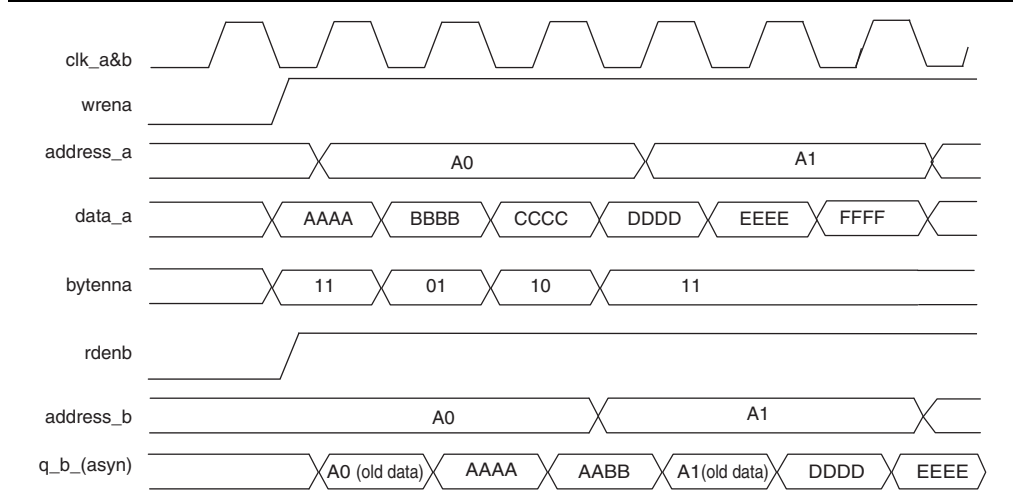 clk_a&b
wrena
address_a A0 A1
data_a AAAA BBBB CCCC DDDD EEEE FFFF
bytenna 11 01 10 11
rdenb
address_b A0 A1
q_b_(asyn) A0 (old data) AAAA AABB A1(old data) DDDD EEEE